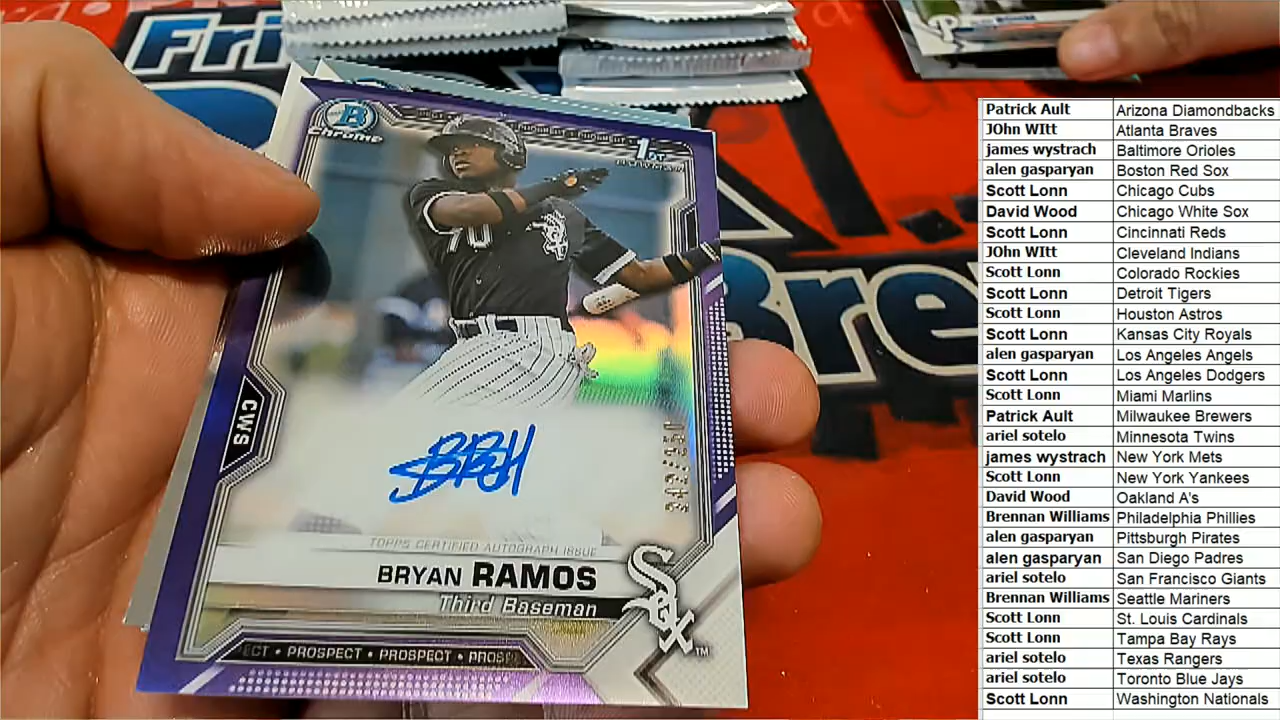 Fri
Bre
B
Chrome
1ST
BOWMAN
70
CWS
342/250
TOPPS CERTIFIED AUTOGRAPH ISSUE
BRYAN RAMOS
Third Baseman
SOX
TM
ECT • PROSPECT • PROSPECT • PROSP
Patrick Ault Arizona Diamondbacks
JOhn WItt Atlanta Braves
james wystrach Baltimore Orioles
alen gasparyan Boston Red Sox
Scott Lonn Chicago Cubs
David Wood Chicago White Sox
Scott Lonn Cincinnati Reds
JOhn WItt Cleveland Indians
Scott Lonn Colorado Rockies
Scott Lonn Detroit Tigers
Scott Lonn Houston Astros
Scott Lonn Kansas City Royals
alen gasparyan Los Angeles Angels
Scott Lonn Los Angeles Dodgers
Scott Lonn Miami Marlins
Patrick Ault Milwaukee Brewers
ariel sotelo Minnesota Twins
james wystrach New York Mets
Scott Lonn New York Yankees
David Wood Oakland A's
Brennan Williams Philadelphia Phillies
alen gasparyan Pittsburgh Pirates
alen gasparyan San Diego Padres
ariel sotelo San Francisco Giants
Brennan Williams Seattle Mariners
Scott Lonn St. Louis Cardinals
Scott Lonn Tampa Bay Rays
ariel sotelo Texas Rangers
ariel sotelo Toronto Blue Jays
Scott Lonn Washington Nationals